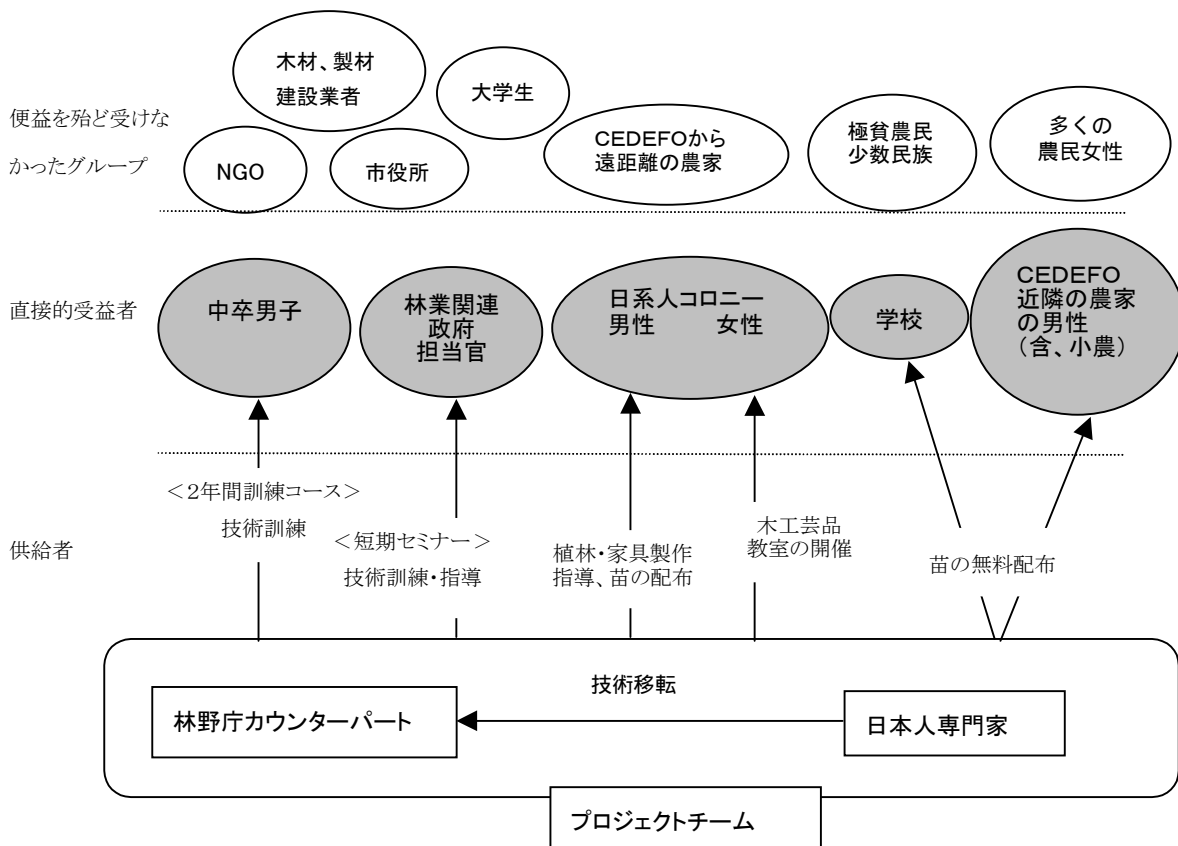 便益を殆ど受けな
かったグループ
木材、製材
建設業者
大学生
NGO
市役所
CEDEFOから
遠距離の農家
極貧農民
少数民族
多くの
農民女性
直接的受益者
中卒男子
林業関連
政府
担当官
日系人コロニー
男性 女性
学校
CEDEFO
近隣の農家
の男性
（含、小農）
供給者
＜２年間訓練コース＞
技術訓練
＜短期セミナー＞
技術訓練・指導
植林・家具製作
指導、苗の配布
木工芸品
教室の開催
苗の無料配布
技術移転
林野庁カウンターパート
日本人専門家
プロジェクトチーム